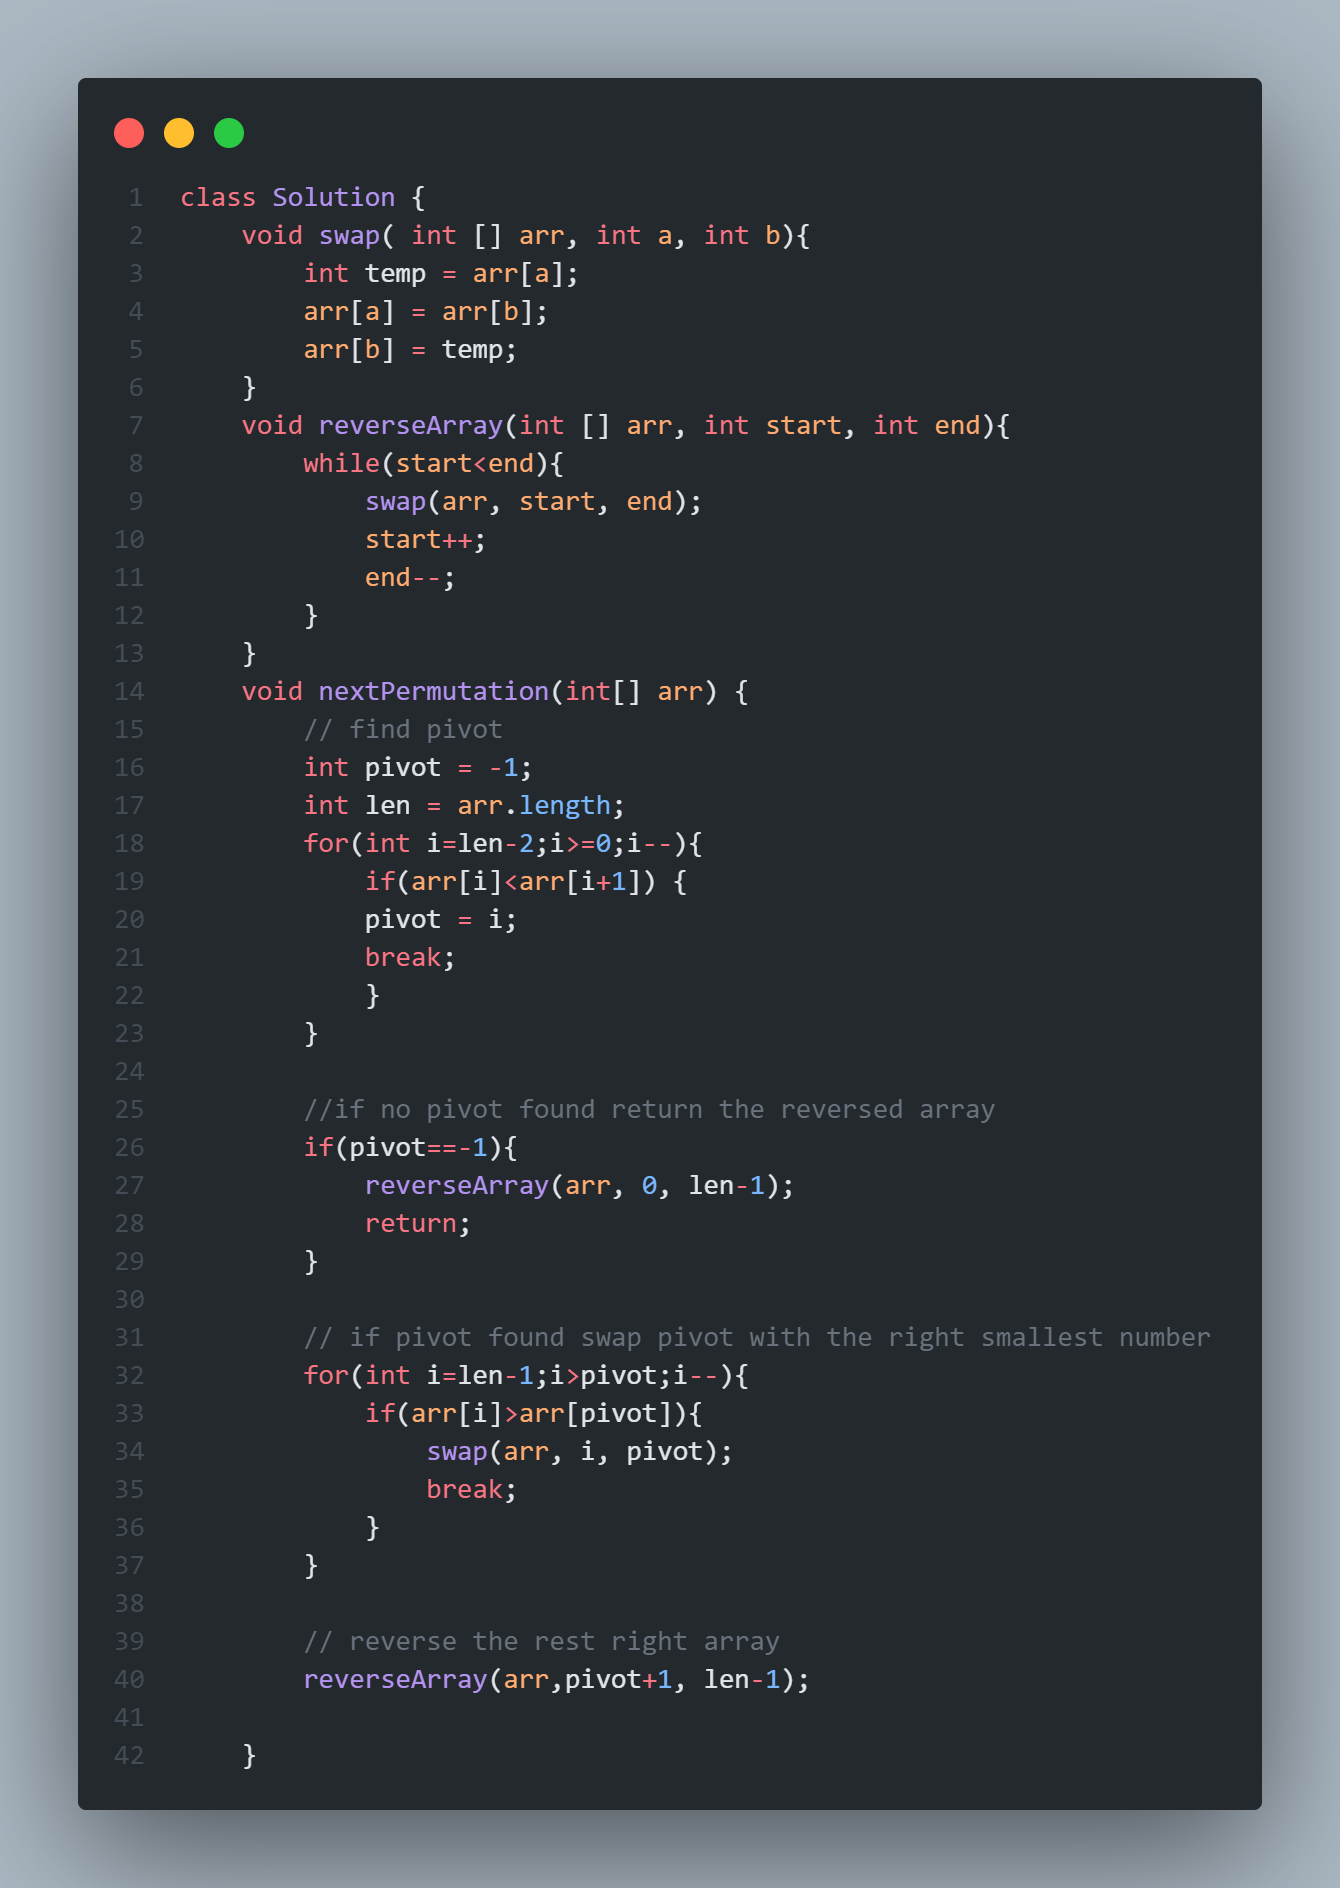 1 class Solution {
2     void swap( int [] arr, int a, int b){
3         int temp = arr[a];
4         arr[a] = arr[b];
5         arr[b] = temp;
6     }
7     void reverseArray(int [] arr, int start, int end){
8         while(start<end){
9             swap(arr, start, end);
10             start++;
11             end--;
12         }
13     }
14     void nextPermutation(int[] arr) {
15         // find pivot
16         int pivot = -1;
17         int len = arr.length;
18         for(int i=len-2;i>=0;i--){
19             if(arr[i]<arr[i+1]) {
20             pivot = i;
21             break;
22             }
23         }
24
25         //if no pivot found return the reversed array
26         if(pivot==-1){
27             reverseArray(arr, 0, len-1);
28             return;
29         }
30
31         // if pivot found swap pivot with the right smallest number
32         for(int i=len-1;i>pivot;i--){
33             if(arr[i]>arr[pivot]){
34                 swap(arr, i, pivot);
35                 break;
36             }
37         }
38
39         // reverse the rest right array
40         reverseArray(arr,pivot+1, len-1);
41
42     }